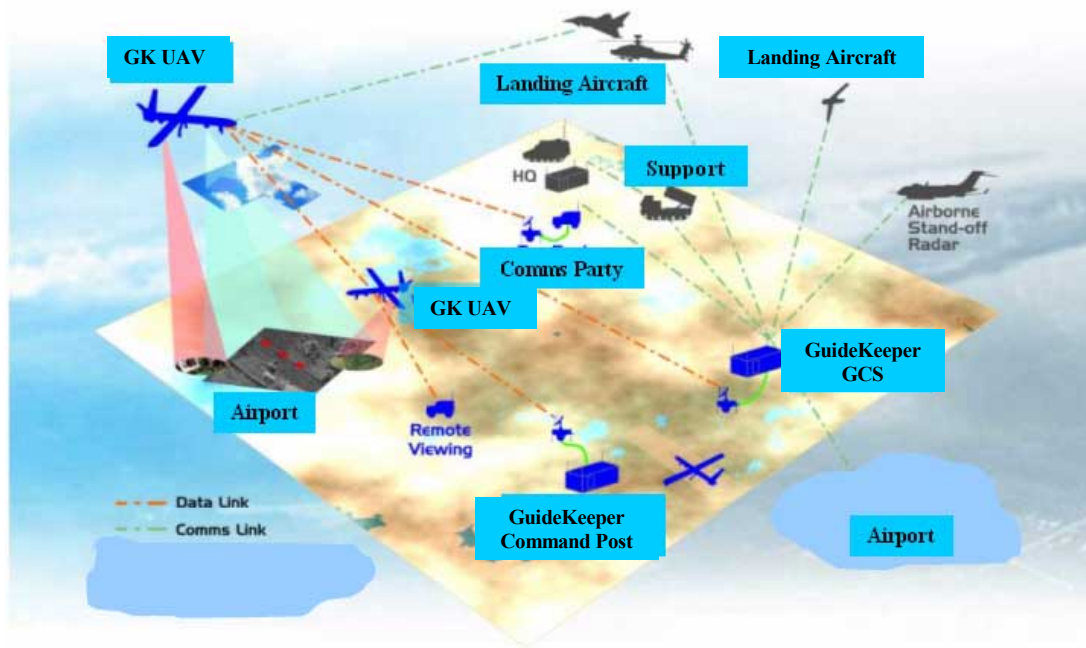 GK UAV
Landing Aircraft
Landing Aircraft
Support
HQ
Airborne
Stand-off
Radar
Comms Party
GK UAV
GuideKeeper
GCS
Airport
Remote
Viewing
Data Link
Comms Link
GuideKeeper
Command Post
Airport